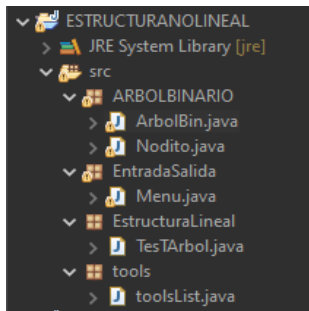 ESTRUCTURANOLINEAL
JRE System Library [jre]
src
ARBOLBINARIO
ArbolBin.java
Nodito.java
EntradaSalida
Menu.java
EstructuraLineal
TesTArbol.java
tools
toolsList.java